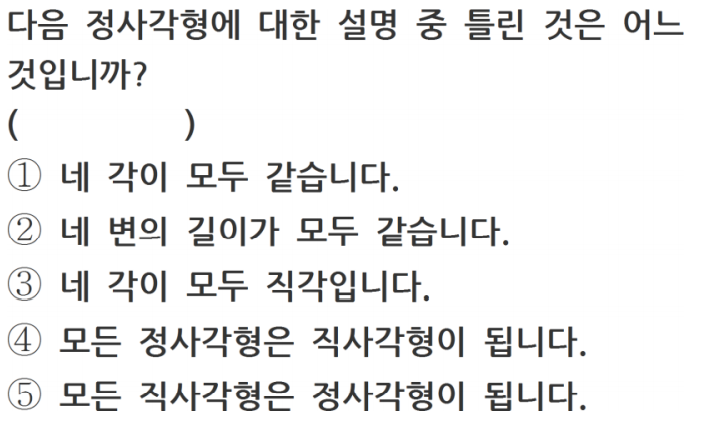 다음 정사각형에 대한 설명 중 틀린 것은 어느
것입니까?
(          )
① 네 각이 모두 같습니다.
② 네 변의 길이가 모두 같습니다.
③ 네 각이 모두 직각입니다.
④ 모든 정사각형은 직사각형이 됩니다.
⑤ 모든 직사각형은 정사각형이 됩니다.